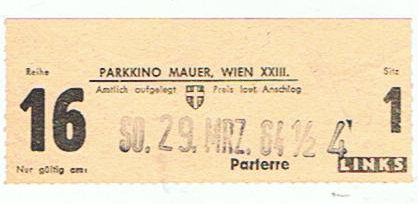 Reihe PARKKINO MAUER, WIEN XXIII. Sitz
Amtlich aufgelegt Preis laut Anschlag
16 1
SO. 29. MRZ. 64 ½ 4
Parterre
Nur gültig am: LINKS